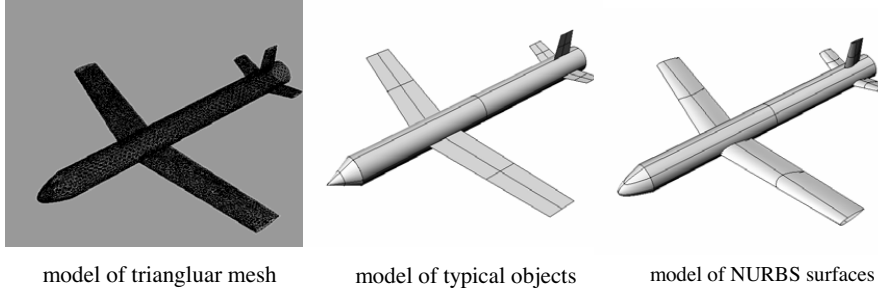 model of triangluar mesh
model of typical objects
model of NURBS surfaces